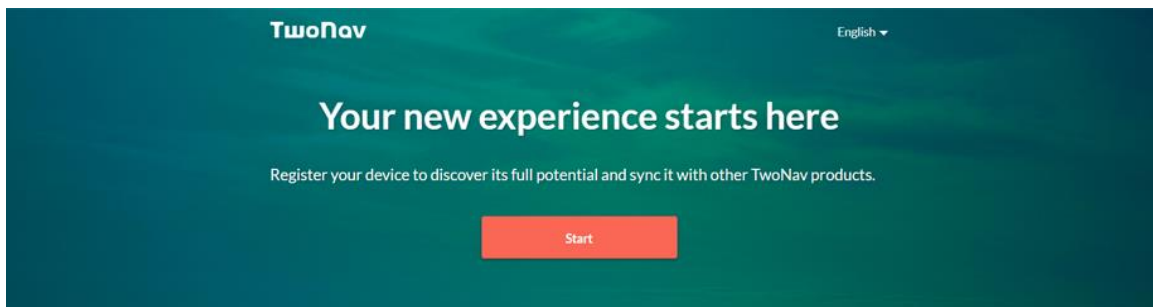 TwoNav
English
Your new experience starts here
Register your device to discover its full potential and sync it with other TwoNav products.
Start